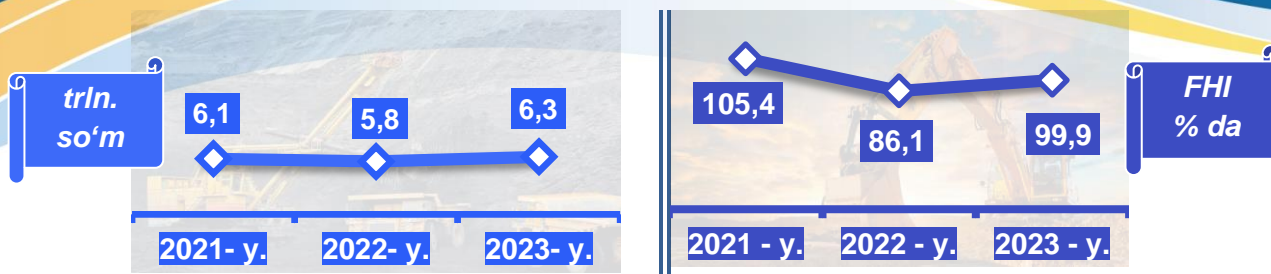 trln.
so‘m
6,1
5,8
6,3
2021- y.
2022- y.
2023- y.
105,4
86,1
99,9
2021 - y.
2022 - y.
2023 - y.
FHI
% da